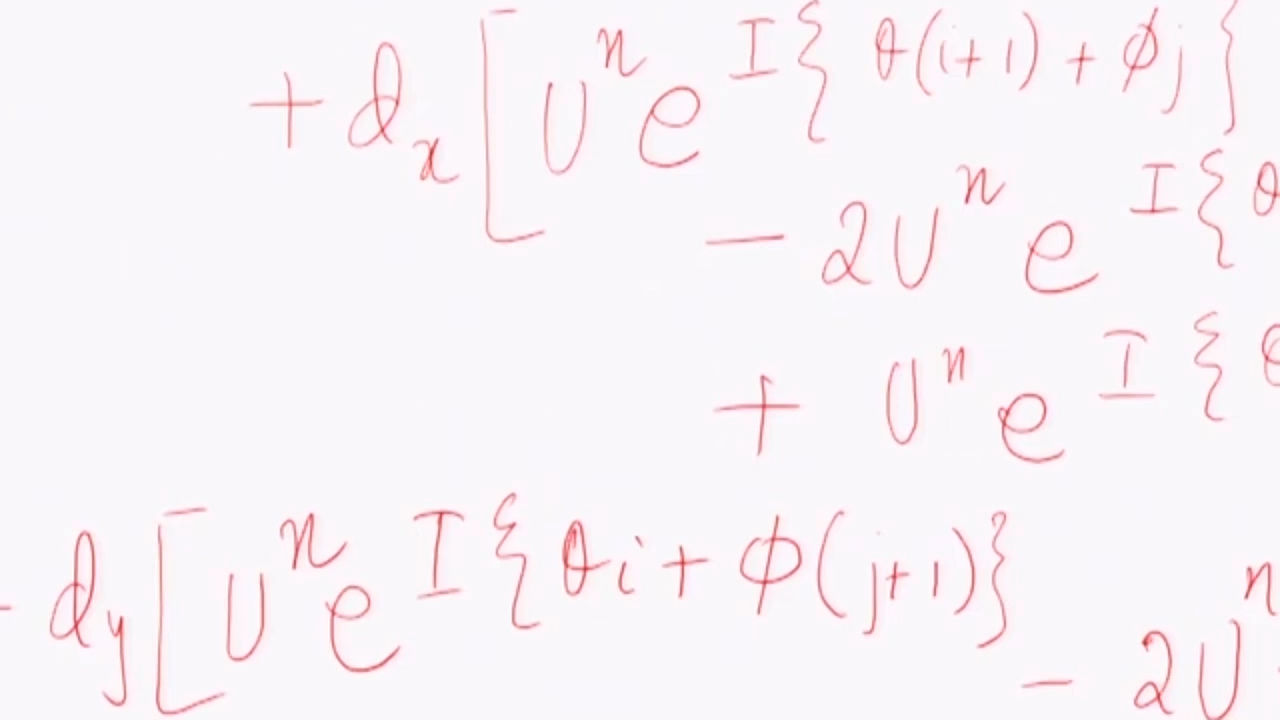 + d_x [ U^n e^{I{ θ(i+1) + ϕj }}
- 2U^n e^{I{ θ
+ U^n e^{I{
- d_y [ U^n e^{I{ θi + ϕ(j+1) }}
- 2U^n